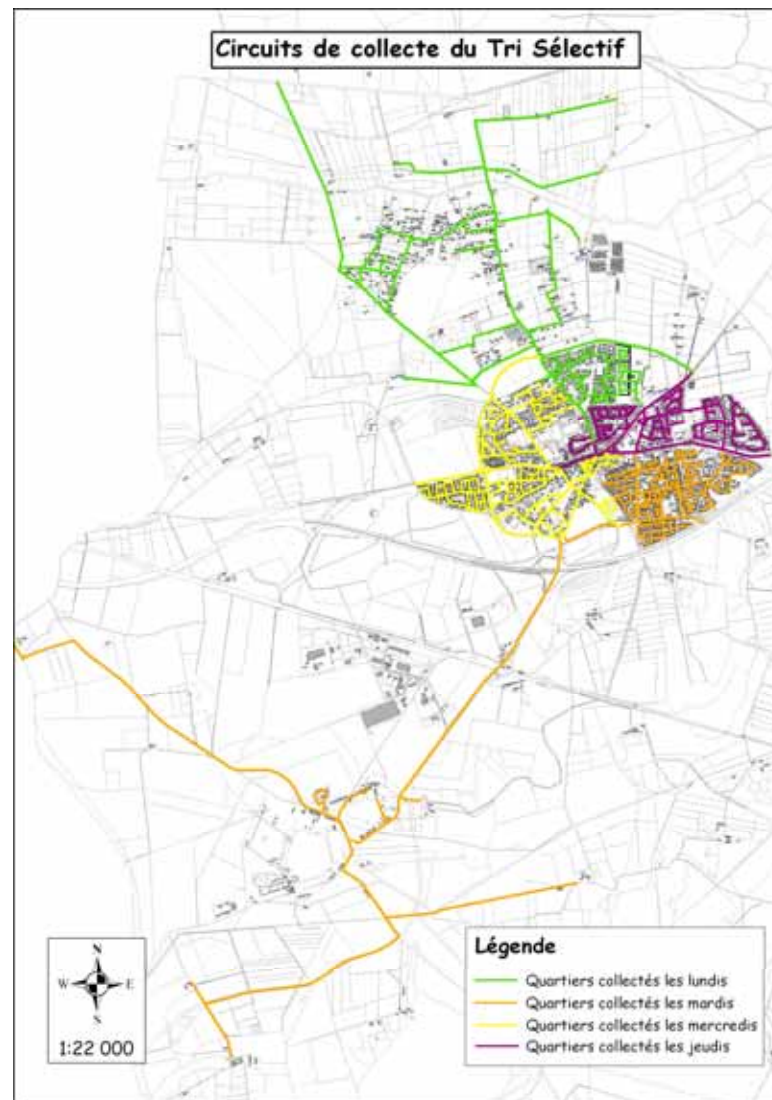 Circuits de collecte du Tri Sélectif
N
W E
S
1:22 000
Légende
Quartiers collectés les lundis
Quartiers collectés les mardis
Quartiers collectés les mercredis
Quartiers collectés les jeudis